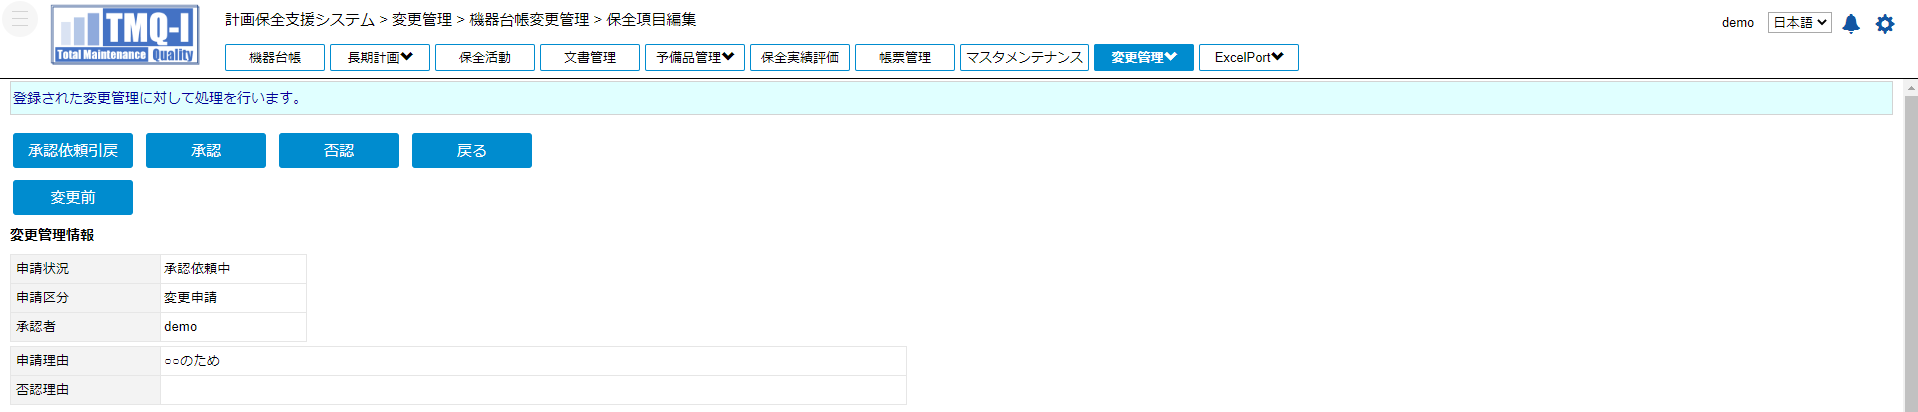 TMQ-I
Total Maintenance Quality
計画保全支援システム > 変更管理 > 機器台帳変更管理 > 保全項目編集
demo 日本語
機器台帳 長期計画 保全活動 文書管理 予備品管理 保全実績評価 帳票管理 マスタメンテナンス 変更管理 ExcelPort
登録された変更管理に対して処理を行います。
承認依頼引戻 承認 否認 戻る
変更前
変更管理情報
申請状況 承認依頼中
申請区分 変更申請
承認者 demo
申請理由 ○○のため
否認理由